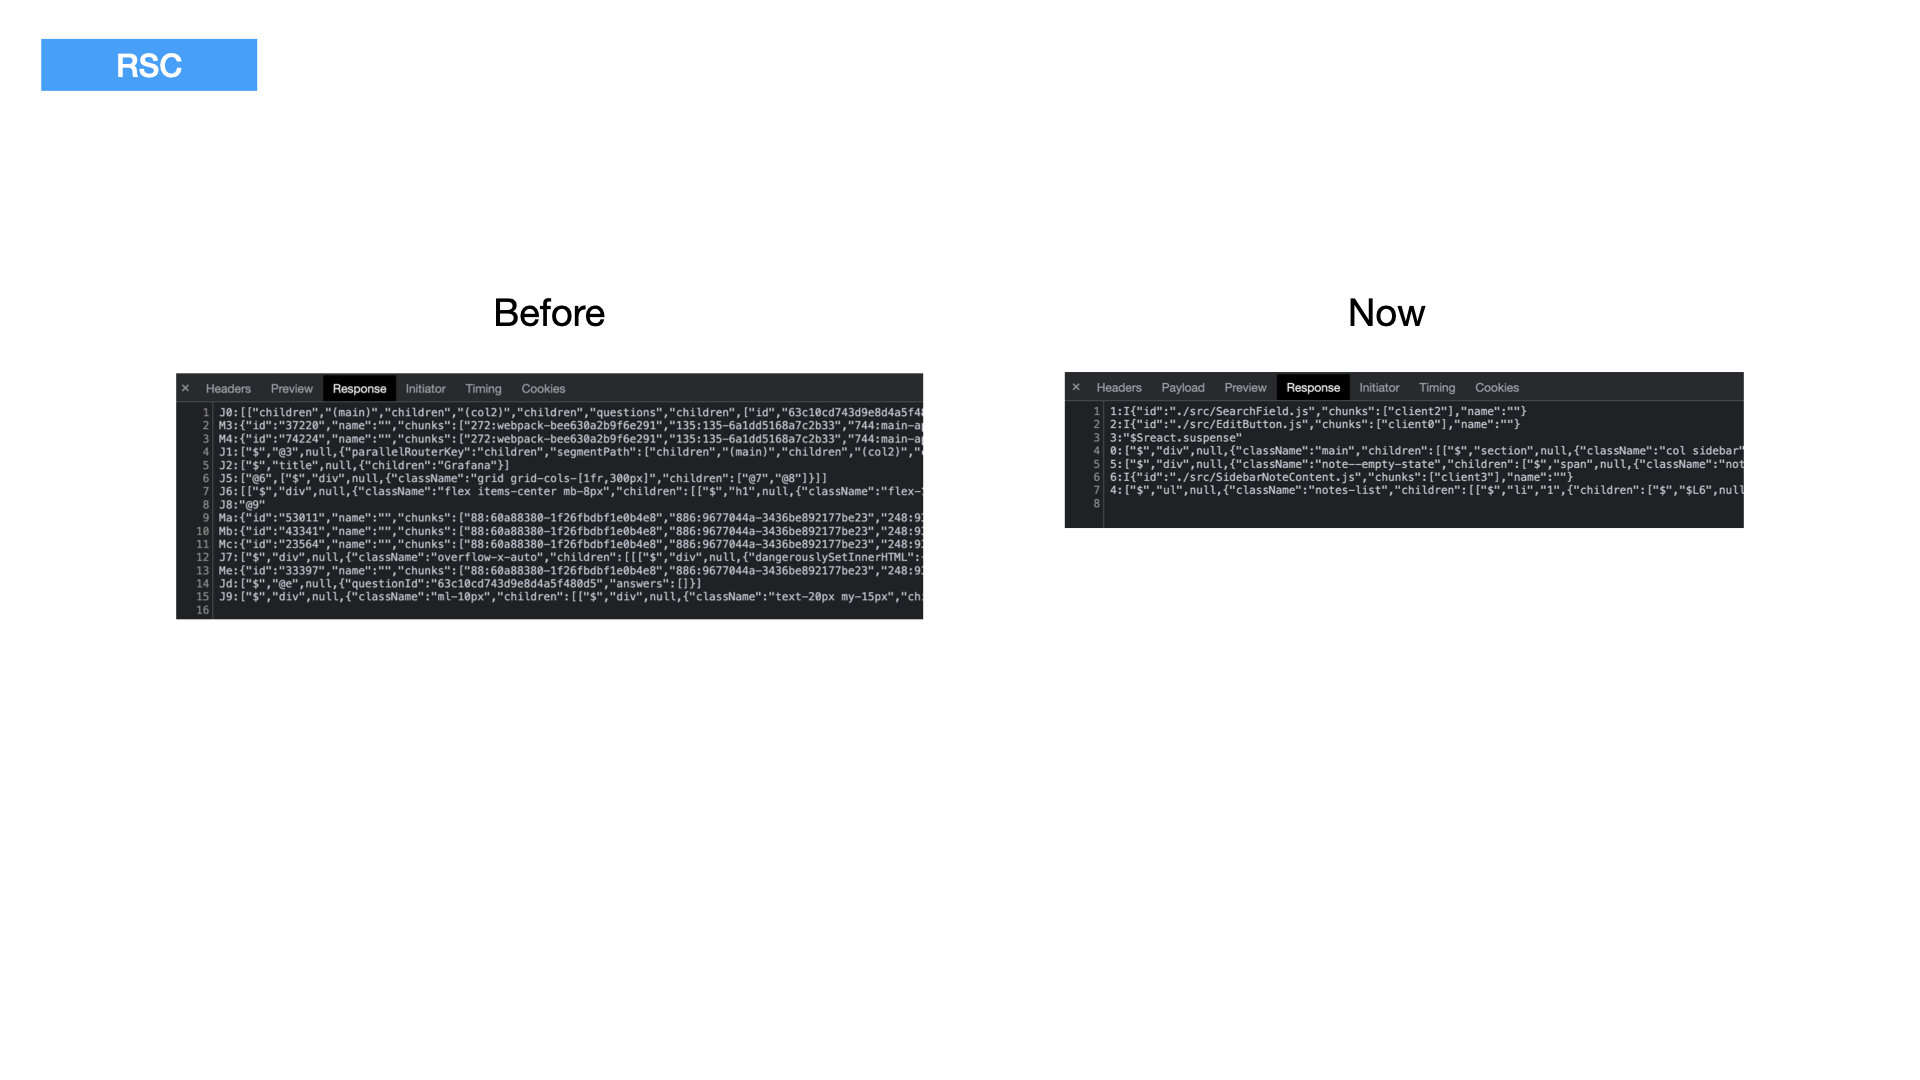 RSC
Before
× Headers Preview Response Initiator Timing Cookies
1 J0:[["children","(main)","children","(col2)","children","questions","children",["id","63c10cd743d9e8d4a5f4
2 M3:{"id":"37220","name":"","chunks":["272:webpack-bee630a2b9f6e291","135:135-6a1dd5168a7c2b33","744:main-a
3 M4:{"id":"74224","name":"","chunks":["272:webpack-bee630a2b9f6e291","135:135-6a1dd5168a7c2b33","744:main-a
4 J1:["$","@3",null,{"parallelRouterKey":"children","segmentPath":["children","(main)","children","(col2)","
5 J2:["$","title",null,{"children":"Grafana"}]
6 J5:["@6",["$","div",null,{"className":"grid grid-cols-[1fr,300px]","children":["@7","@8"]}]]
7 J6:[["$","div",null,{"className":"flex items-center mb-8px","children":[["$","h1",null,{"className":"flex-
8 J8:"@9"
9 Ma:{"id":"53011","name":"","chunks":["88:60a88380-1f26fbdbf1e0b4e8","886:9677044a-3436be892177be23","248:9
10 Mb:{"id":"43341","name":"","chunks":["88:60a88380-1f26fbdbf1e0b4e8","886:9677044a-3436be892177be23","248:9
11 Mc:{"id":"23564","name":"","chunks":["88:60a88380-1f26fbdbf1e0b4e8","886:9677044a-3436be892177be23","248:9
12 J7:["$","div",null,{"className":"overflow-x-auto","children":[[["$","div",null,{"dangerouslySetInnerHTML":
13 Me:{"id":"33397","name":"","chunks":["88:60a88380-1f26fbdbf1e0b4e8","886:9677044a-3436be892177be23","248:9
14 Jd:["$","@e",null,{"questionId":"63c10cd743d9e8d4a5f480d5","answers":[]}]
15 J9:["$","div",null,{"className":"ml-10px","children":[["$","div",null,{"className":"text-20px my-15px","ch
16
Now
× Headers Payload Preview Response Initiator Timing Cookies
1 1:I{"id":"./src/SearchField.js","chunks":["client2"],"name":""}
2 2:I{"id":"./src/EditButton.js","chunks":["client0"],"name":""}
3 3:"$Sreact.suspense"
4 0:["$","div",null,{"className":"main","children":[["$","section",null,{"className":"col sidebar"
5 5:["$","div",null,{"className":"note--empty-state","children":["$","span",null,{"className":"not
6 6:I{"id":"./src/SidebarNoteContent.js","chunks":["client3"],"name":""}
7 4:["$","ul",null,{"className":"notes-list","children":[["$","li","1",{"children":["$","$L6",null
8